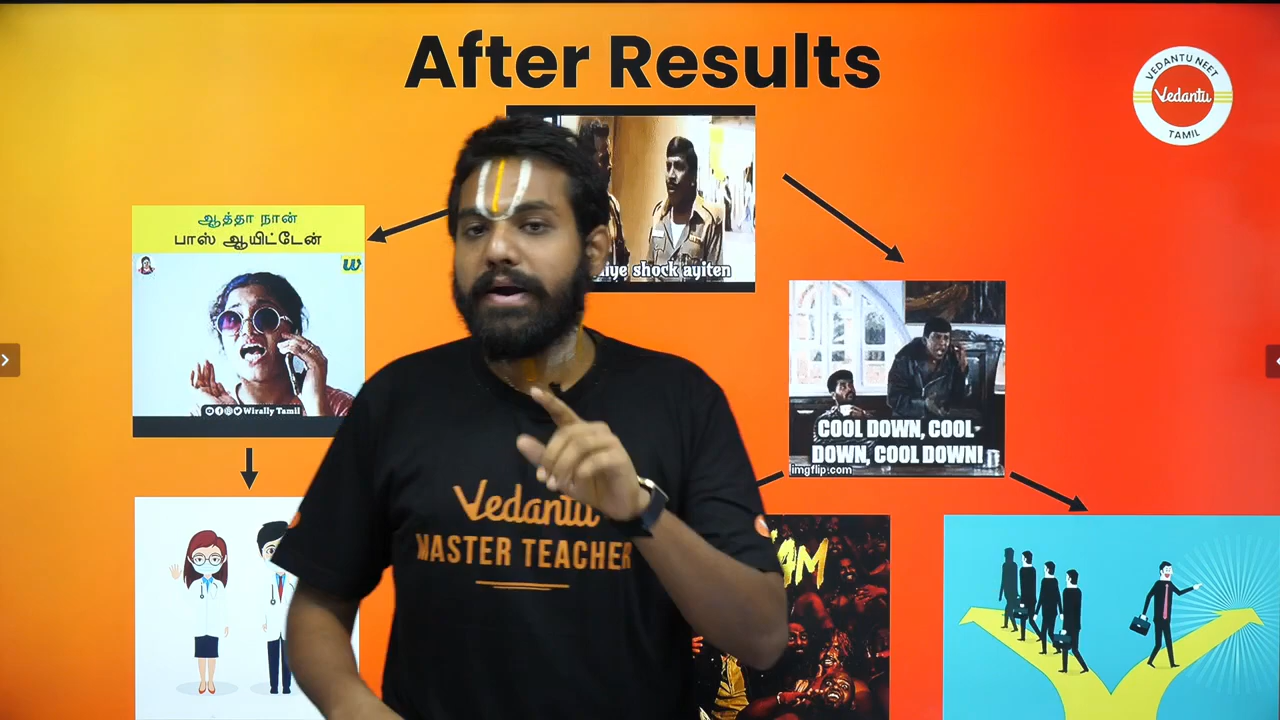 After Results
VEDANTU NEET
Vedantu
TAMIL
shock ayiten
ஆத்தா நான்
பாஸ் ஆயிட்டேன்
w
Wirally Tamil
COOL DOWN, COOL
DOWN, COOL DOWN!
imgflip.com
Vedantu
MASTER TEACHER